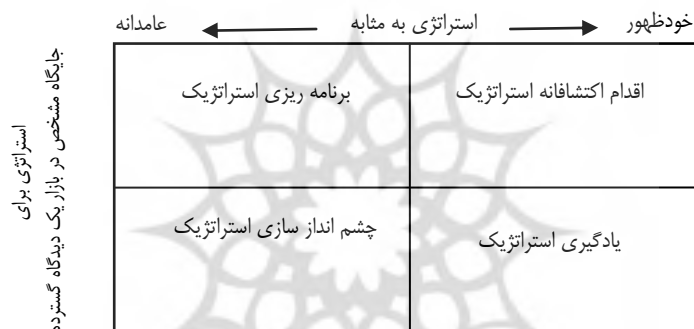 خودظهور استراتژی به مثابه عامدانه
اقدام اکتشافانه استراتژیک برنامه ریزی استراتژیک
یادگیری استراتژیک چشم انداز سازی استراتژیک
استراتژی برای
جایگاه مشخص در بازار یک دیدگاه گسترده